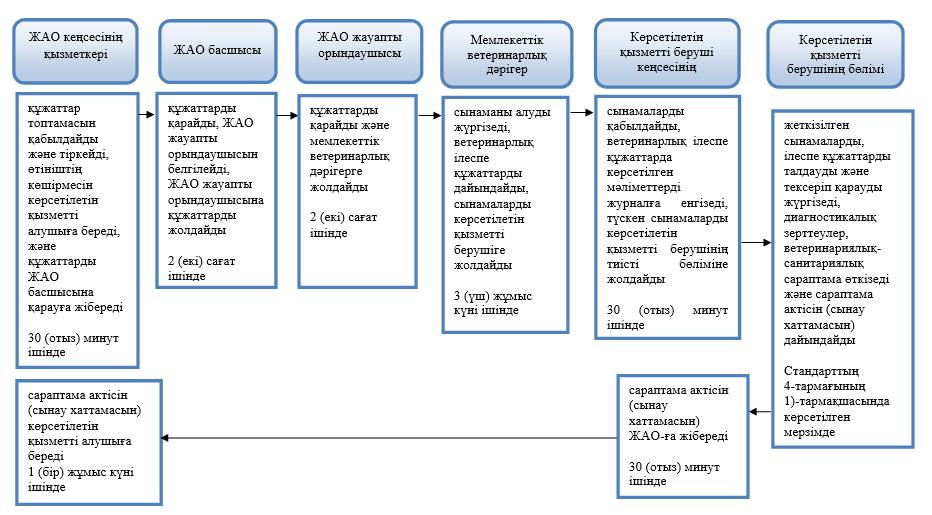 ЖАО кеңсесінің
қызметкері
ЖАО басшысы
ЖАО жауапты
орындаушысы
Мемлекеттік
ветеринарлық
дәрігер
Көрсетілетін
қызметті беруші
кеңсесінің
Көрсетілетін
қызметті
берушінің бөлімі
құжаттар
топтамасын
қабылдайды
және тіркейді,
өтініштің
көшірмесін
көрсетілетін
қызметті
алушыға береді,
және
құжаттарды
ЖАО
басшысына
қарауға жібереді
30 (отыз) минут
ішінде
құжаттарды
қарайды, ЖАО
жауапты
орындаушысын
белгілейді,
ЖАО жауапты
орындаушысына
құжаттарды
жолдайды
2 (екі) сағат
ішінде
құжаттарды
қарайды және
мемлекеттік
ветеринарлық
дәрігерге
жолдайды
2 (екі) сағат
ішінде
сынаманы алуды
жүргізеді,
ветеринарлық
ілеспе
құжаттарды
дайындайды,
сынамаларды
көрсетілетін
қызметті
берушіге
жолдайды
3 (үш) жұмыс
күні ішінде
сынамаларды
қабылдайды,
ветеринарлық ілеспе
құжаттарда
көрсетілген
мәліметтерді
журналға енгізеді,
түскен сынамаларды
көрсетілетін
қызметті берушінің
тиісті бөліміне
жолдайды
30 (отыз) минут
ішінде
жеткізілген
сынамаларды,
ілеспе құжаттарды
талдауды және
тексеріп қарауды
жүргізеді,
диагностикалық
зерттеулер,
ветеринариялық-
санитариялық
сараптама өткізеді
және сараптама
актісін (сынау
хаттамасын)
дайындайды
Стандарттың
4-тармағының
1)-тармақшасында
көрсетілген
мерзімде
сараптама актісін
(сынау хаттамасын)
көрсетілетін
қызметті алушыға
береді
1 (бір) жұмыс күні
ішінде
сараптама актісін
(сынау
хаттамасын)
ЖАО-ға жібереді
30 (отыз) минут
ішінде